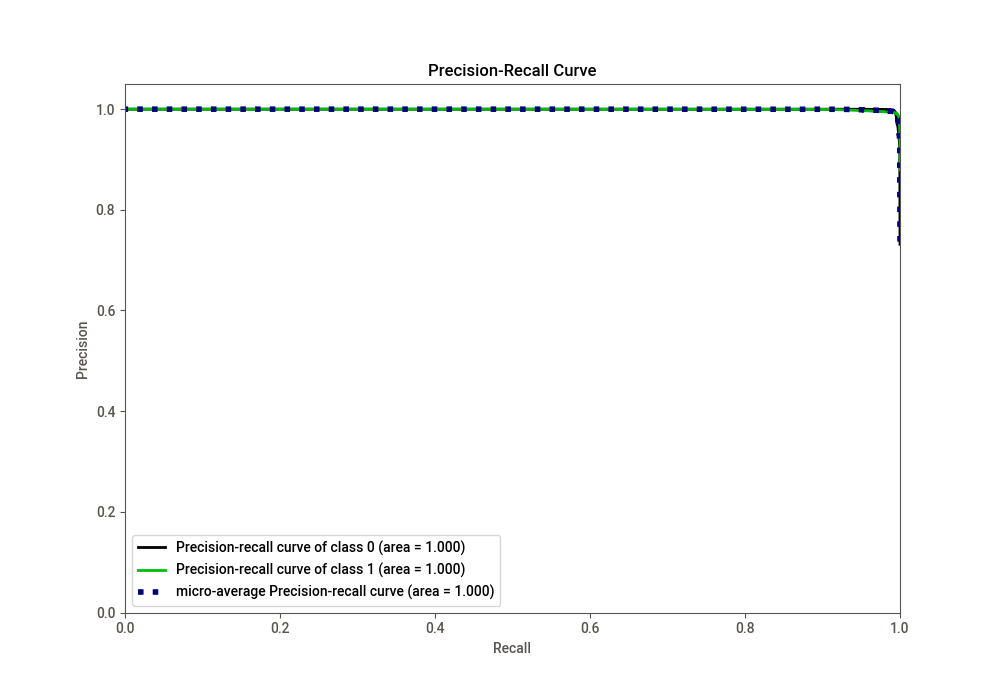 Precision-Recall Curve
1.0
0.8
0.6
0.4
0.2
0.0
Precision
Precision-recall curve of class 0 (area = 1.000)
Precision-recall curve of class 1 (area = 1.000)
micro-average Precision-recall curve (area = 1.000)
0.0 0.2 0.4 0.6 0.8 1.0
Recall